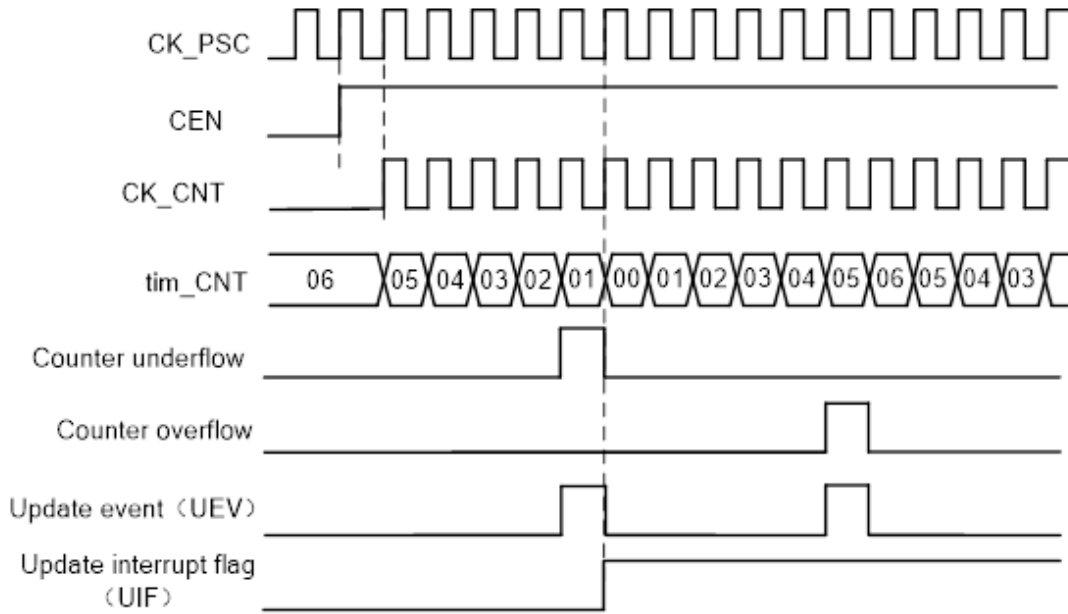 CK_PSC
CEN
CK_CNT
tim_CNT 06 05 04 03 02 01 00 01 02 03 04 05 06 05 04 03
Counter underflow
Counter overflow
Update event（UEV）
Update interrupt flag
（UIF）